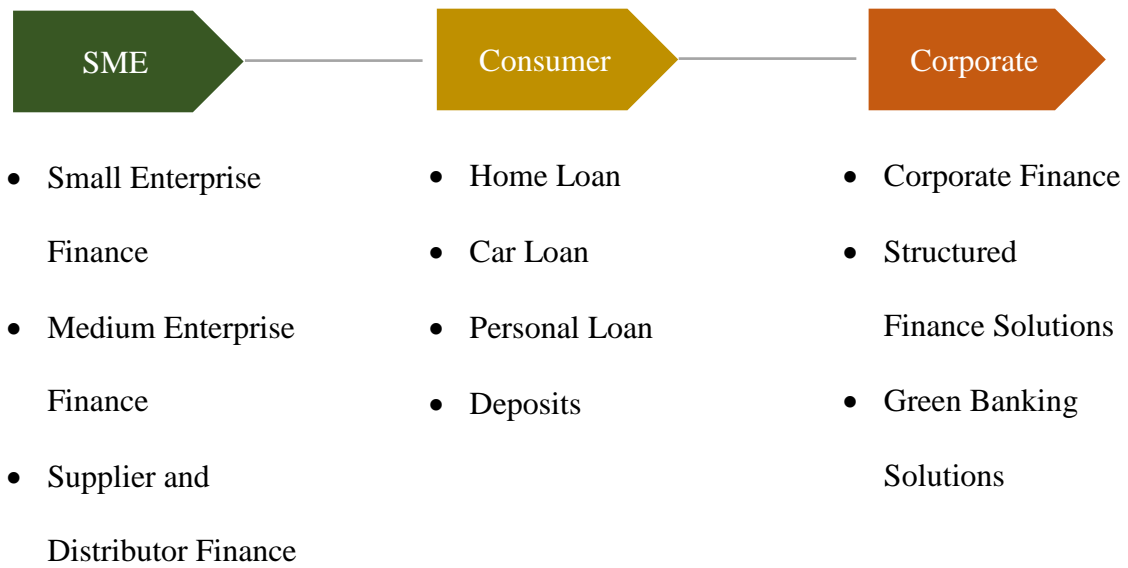 SME
• Small Enterprise
Finance
• Medium Enterprise
Finance
• Supplier and
Distributor Finance
Consumer
• Home Loan
• Car Loan
• Personal Loan
• Deposits
Corporate
• Corporate Finance
• Structured
Finance Solutions
• Green Banking
Solutions